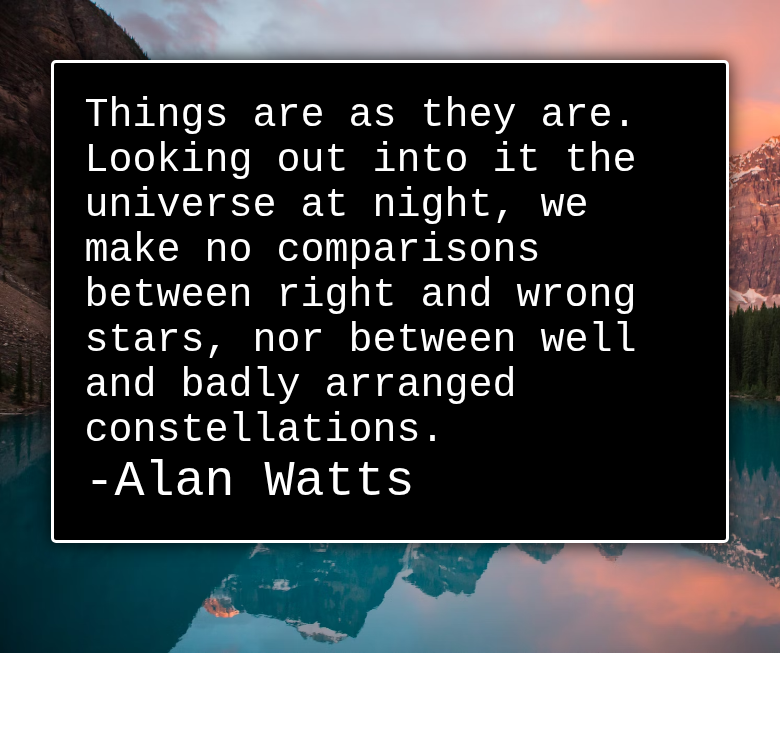 Things are as they are.
Looking out into it the
universe at night, we
make no comparisons
between right and wrong
stars, nor between well
and badly arranged
constellations.
-Alan Watts